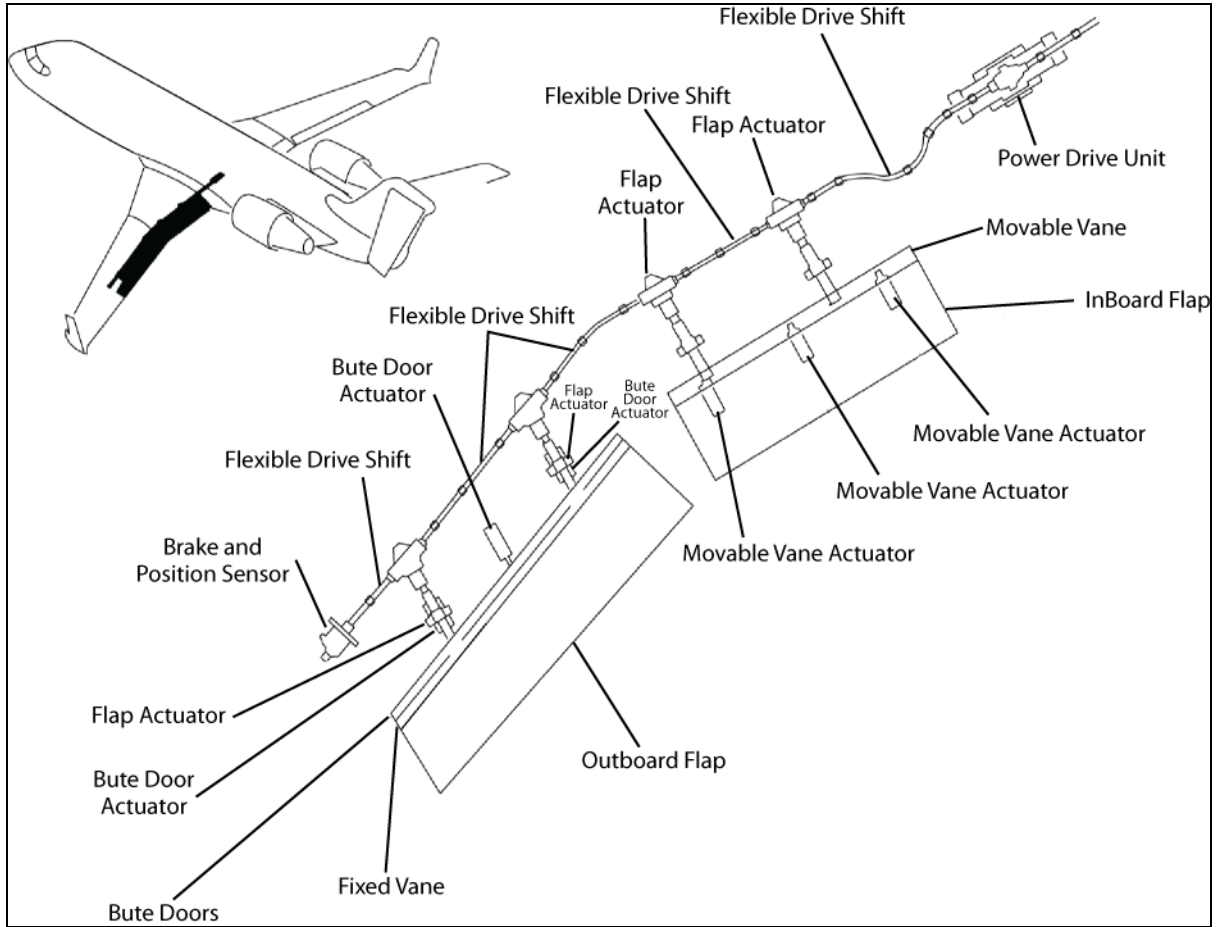 Flexible Drive Shift
Flexible Drive Shift
Flap Actuator
Power Drive Unit
Flap
Actuator
Movable Vane
InBoard Flap
Flexible Drive Shift
Bute Door
Actuator
Flap
Actuator
Bute
Door
Actuator
Movable Vane Actuator
Flexible Drive Shift
Movable Vane Actuator
Brake and
Position Sensor
Movable Vane Actuator
Flap Actuator
Outboard Flap
Bute Door
Actuator
Fixed Vane
Bute Doors